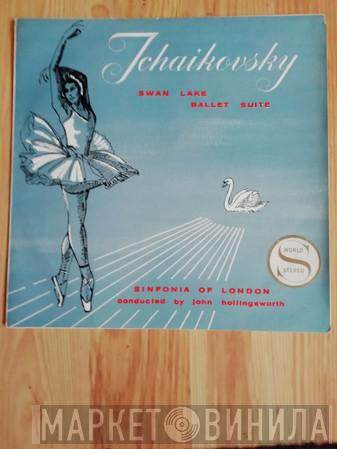 Tchaikovsky
SWAN LAKE
BALLET SUITE
WORLD
S
STEREO
SINFONIA OF LONDON
conducted by john hollingsworth
МАРКЕТ ВИНИЛА